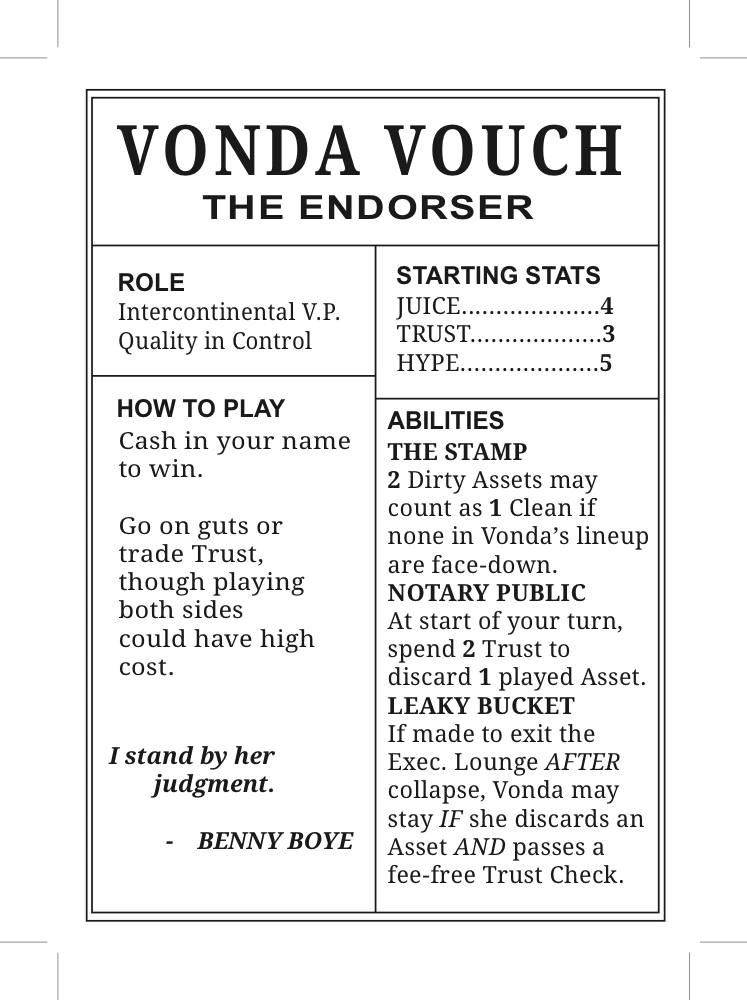 VONDA VOUCH
THE ENDORSER
ROLE
Intercontinental V.P.
Quality in Control
HOW TO PLAY
Cash in your name
to win.
Go on guts or
trade Trust,
though playing
both sides
could have high
cost.
I stand by her
judgment.
- BENNY BOYE
STARTING STATS
JUICE....................4
TRUST...................3
HYPE....................5
ABILITIES
THE STAMP
2 Dirty Assets may
count as 1 Clean if
none in Vonda’s lineup
are face-down.
NOTARY PUBLIC
At start of your turn,
spend 2 Trust to
discard 1 played Asset.
LEAKY BUCKET
If made to exit the
Exec. Lounge AFTER
collapse, Vonda may
stay IF she discards an
Asset AND passes a
fee-free Trust Check.